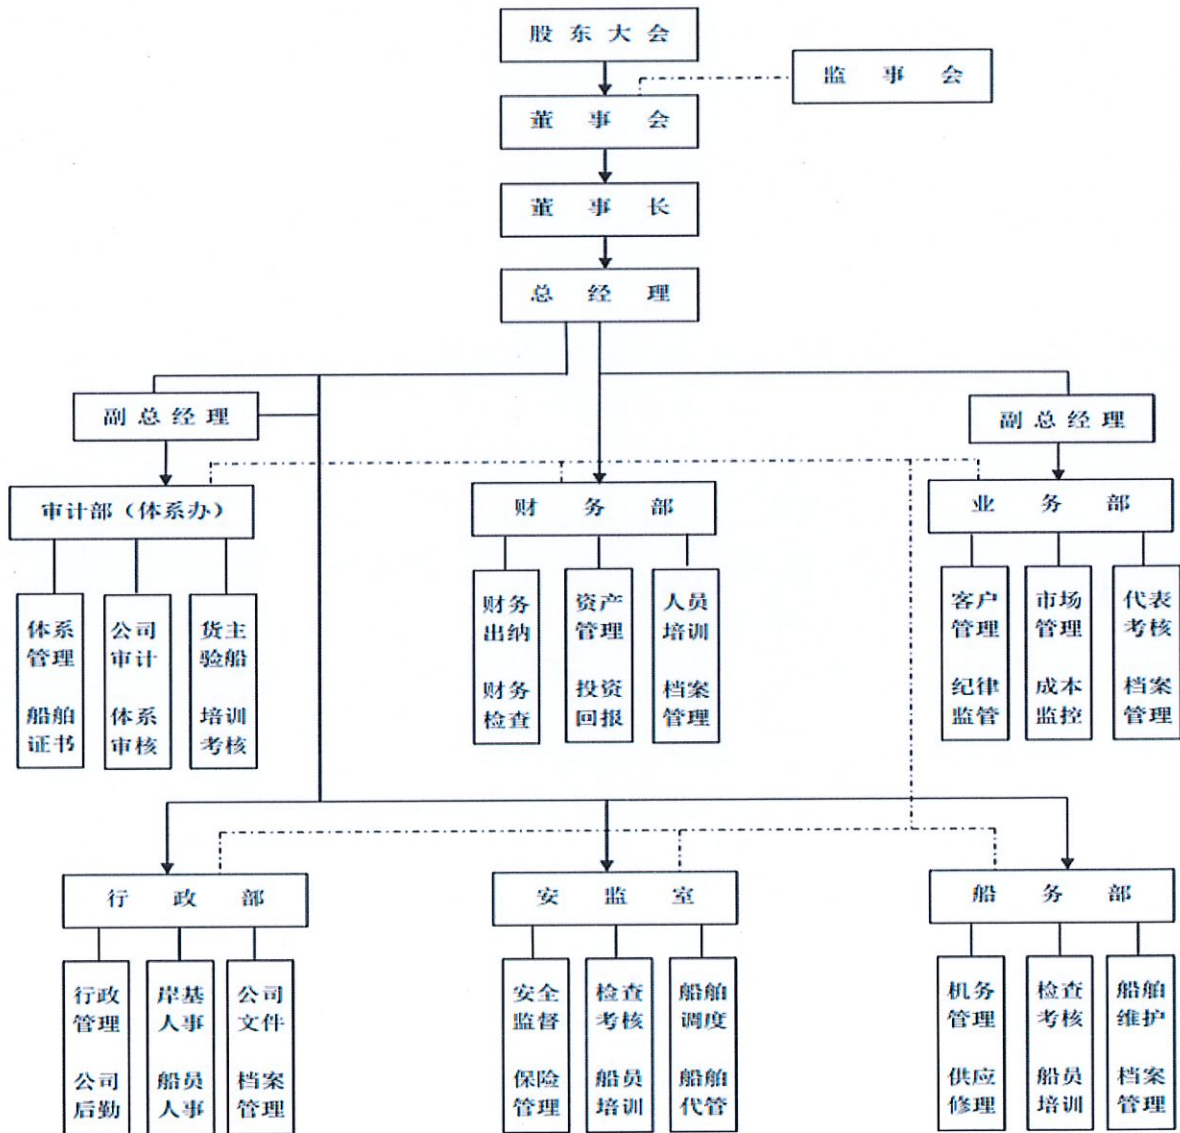 股东大会
监事会
董事会
董事长
总经理
副总经理
副总经理
审计部（体系办）
财务部
业务部
体系
管理
船舶
证书
公司
审计
体系
审核
货主
验船
培训
考核
财务
出纳
财务
检查
资产
管理
投资
回报
人员
培训
档案
管理
客户
管理
纪律
监管
市场
管理
成本
监控
代表
考核
档案
管理
行政部
安监室
船务部
行政
管理
公司
后勤
岸基
人事
船员
人事
公司
文件
档案
管理
安全
监督
保险
管理
检查
考核
船员
培训
船舶
调度
船舶
代管
机务
管理
供应
修理
检查
考核
船员
培训
船舶
维护
档案
管理